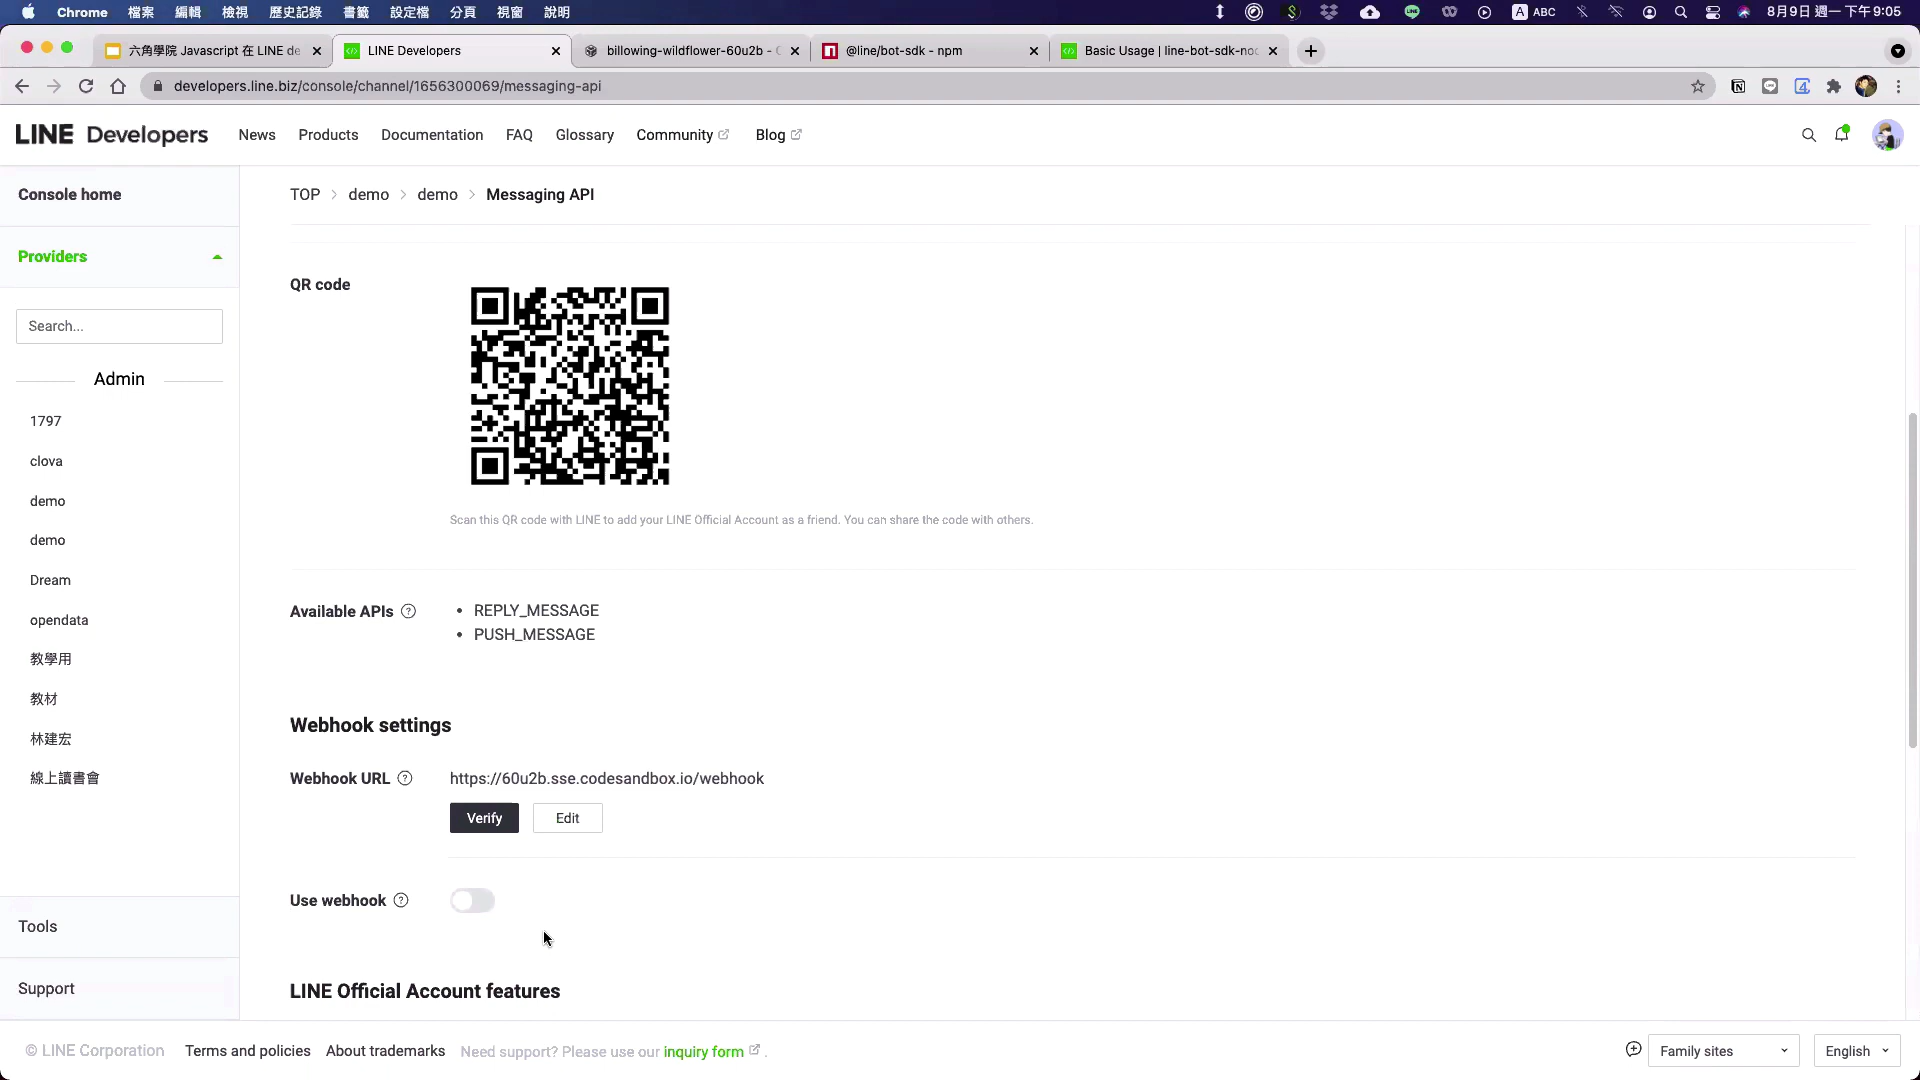 Chrome 檔案 編輯 檢視 歷史記錄 書籤 設定檔 分頁 視窗 說明 A ABC 8月9日 週一 下午9:05
六角學院 Javascript 在 LINE de LINE Developers billowing-wildflower-60u2b - @line/bot-sdk - npm Basic Usage | line-bot-sdk-no
developers.line.biz/console/channel/1656300069/messaging-api
LINE Developers News Products Documentation FAQ Glossary Community Blog
Console home
Providers
Search...
Admin
1797
clova
demo
demo
Dream
opendata
教學用
教材
林建宏
線上讀書會
Tools
Support
TOP > demo > demo > Messaging API
QR code
Scan this QR code with LINE to add your LINE Official Account as a friend. You can share the code with others.
Available APIs ?
• REPLY_MESSAGE
• PUSH_MESSAGE
Webhook settings
Webhook URL ? https://60u2b.sse.codesandbox.io/webhook
Verify Edit
Use webhook ?
LINE Official Account features
© LINE Corporation Terms and policies About trademarks Need support? Please use our inquiry form . Family sites English